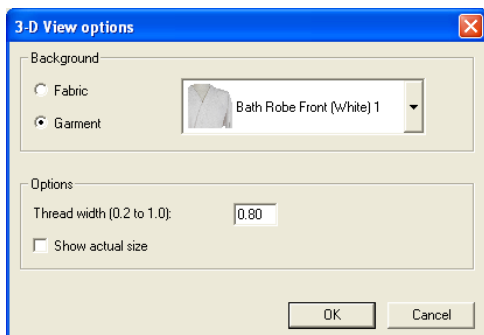 3-D View options
Background
Fabric
Garment
Bath Robe Front (White) 1
Options
Thread width (0.2 to 1.0):
0.80
Show actual size
OK
Cancel